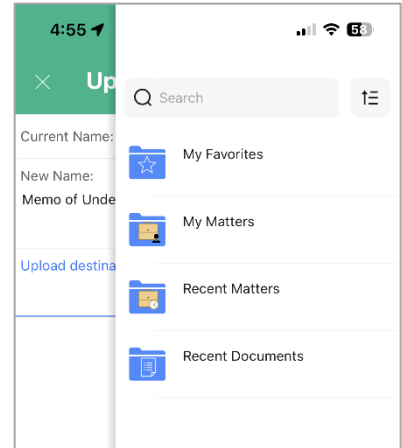 4:55
58
Up
Search
Current Name:
My Favorites
New Name:
Memo of Unde
My Matters
Upload destina
Recent Matters
Recent Documents